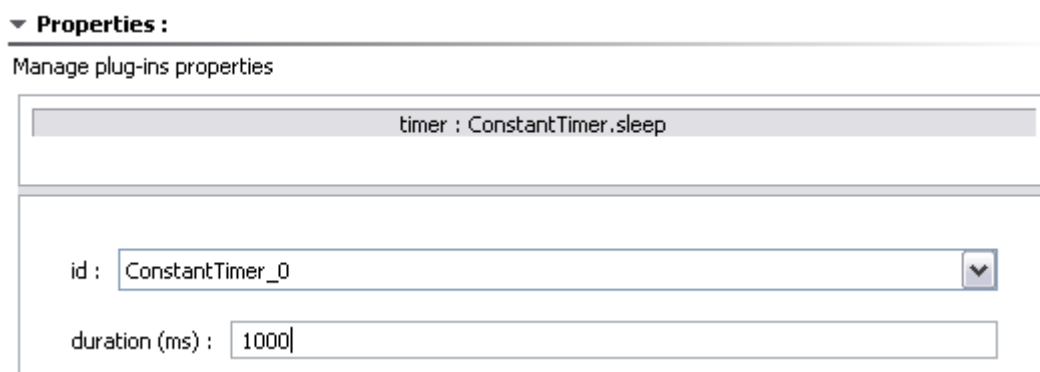 Properties :
Manage plug-ins properties
timer : ConstantTimer.sleep
id : ConstantTimer_0
duration (ms) : 1000